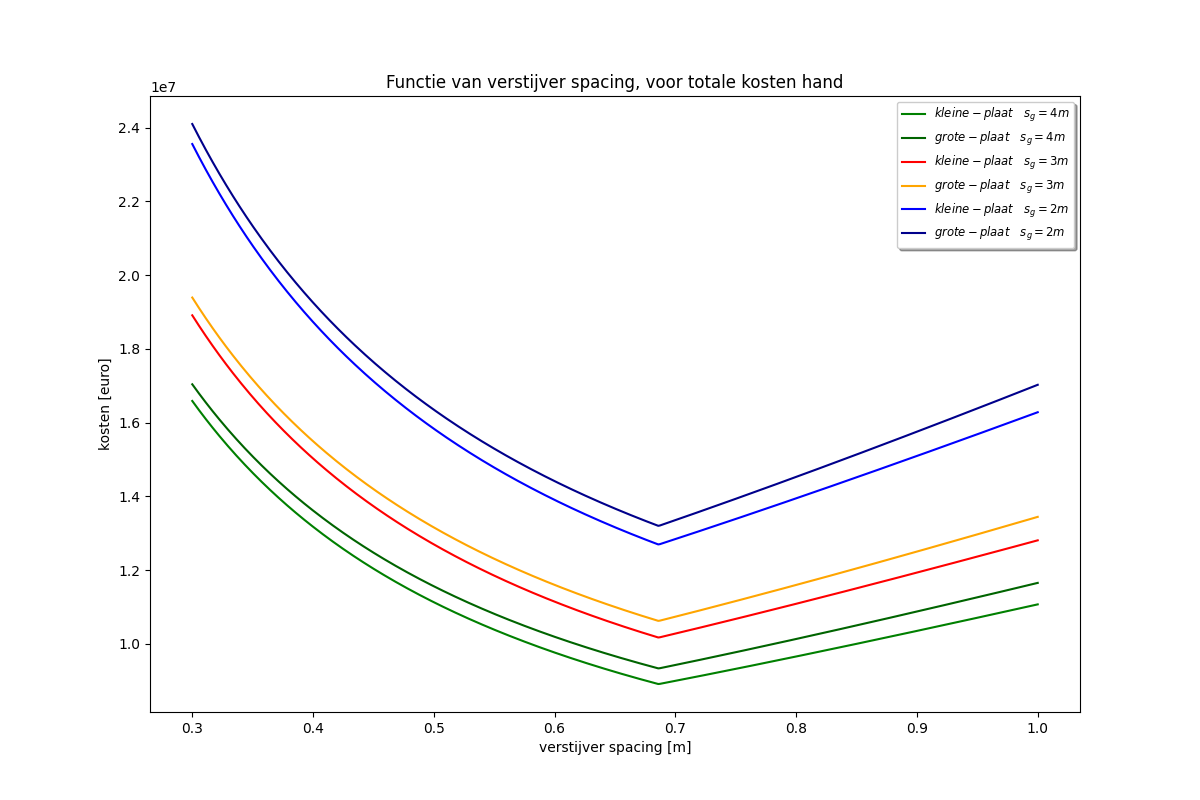 Functie van verstijver spacing, voor totale kosten hand
1e7
kleine − plaat s_g = 4m
grote − plaat s_g = 4m
kleine − plaat s_g = 3m
grote − plaat s_g = 3m
kleine − plaat s_g = 2m
grote − plaat s_g = 2m
2.4
2.2
2.0
1.8
1.6
1.4
1.2
1.0
kosten [euro]
0.3 0.4 0.5 0.6 0.7 0.8 0.9 1.0
verstijver spacing [m]